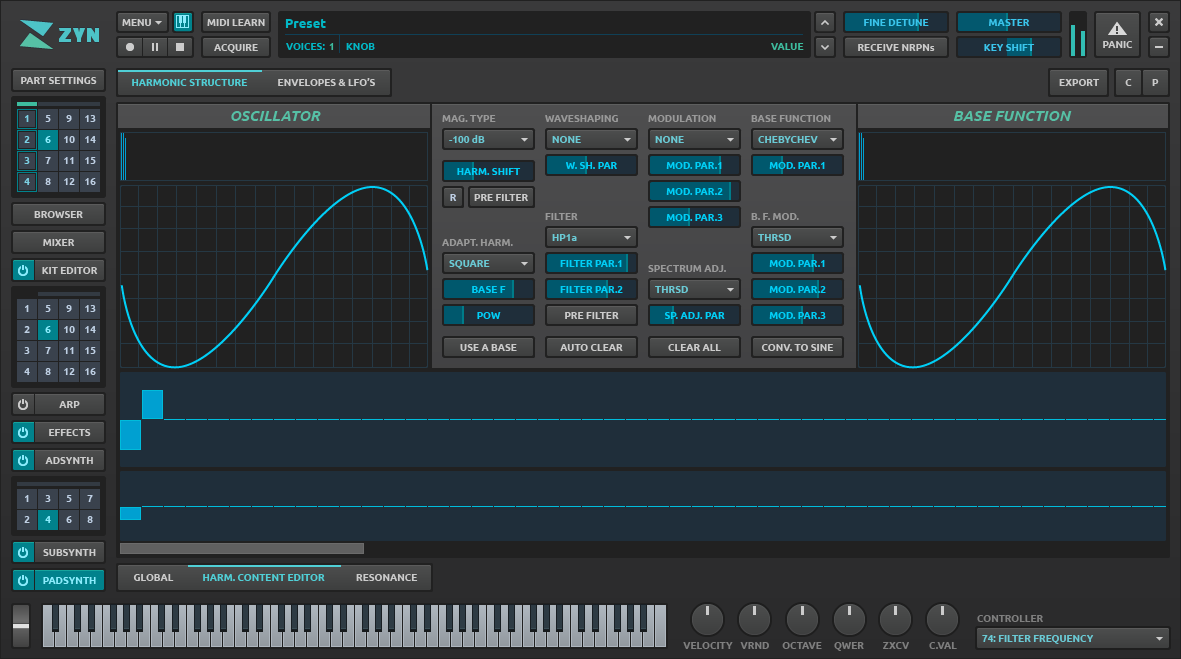 ZYN
MENU
MIDI LEARN
ACQUIRE
Preset
VOICES: 1 KNOB VALUE
FINE DETUNE
MASTER
RECEIVE NRPNs
KEY SHIFT
PANIC
PART SETTINGS
HARMONIC STRUCTURE
ENVELOPES & LFO'S
EXPORT
C
P
1 5 9 13
2 6 10 14
3 7 11 15
4 8 12 16
BROWSER
MIXER
KIT EDITOR
1 5 9 13
2 6 10 14
3 7 11 15
4 8 12 16
ARP
EFFECTS
ADSYNTH
1 3 5 7
2 4 6 8
SUBSYNTH
PADSYNTH
OSCILLATOR
MAG. TYPE
-100 dB
HARM. SHIFT
R
PRE FILTER
ADAPT. HARM.
SQUARE
BASE F
POW
USE A BASE
WAVESHAPING
NONE
W. SH. PAR
FILTER
HP1a
FILTER PAR.1
FILTER PAR.2
PRE FILTER
AUTO CLEAR
MODULATION
NONE
MOD. PAR.1
MOD. PAR.2
MOD. PAR.3
SPECTRUM ADJ.
THRSD
SP. ADJ. PAR
CLEAR ALL
BASE FUNCTION
CHEBYCHEV
MOD. PAR.1
B. F. MOD.
THRSD
MOD. PAR.1
MOD. PAR.2
MOD. PAR.3
CONV. TO SINE
BASE FUNCTION
GLOBAL
HARM. CONTENT EDITOR
RESONANCE
VELOCITY
VRND
OCTAVE
QWER
ZXCV
C.VAL
CONTROLLER
74: FILTER FREQUENCY